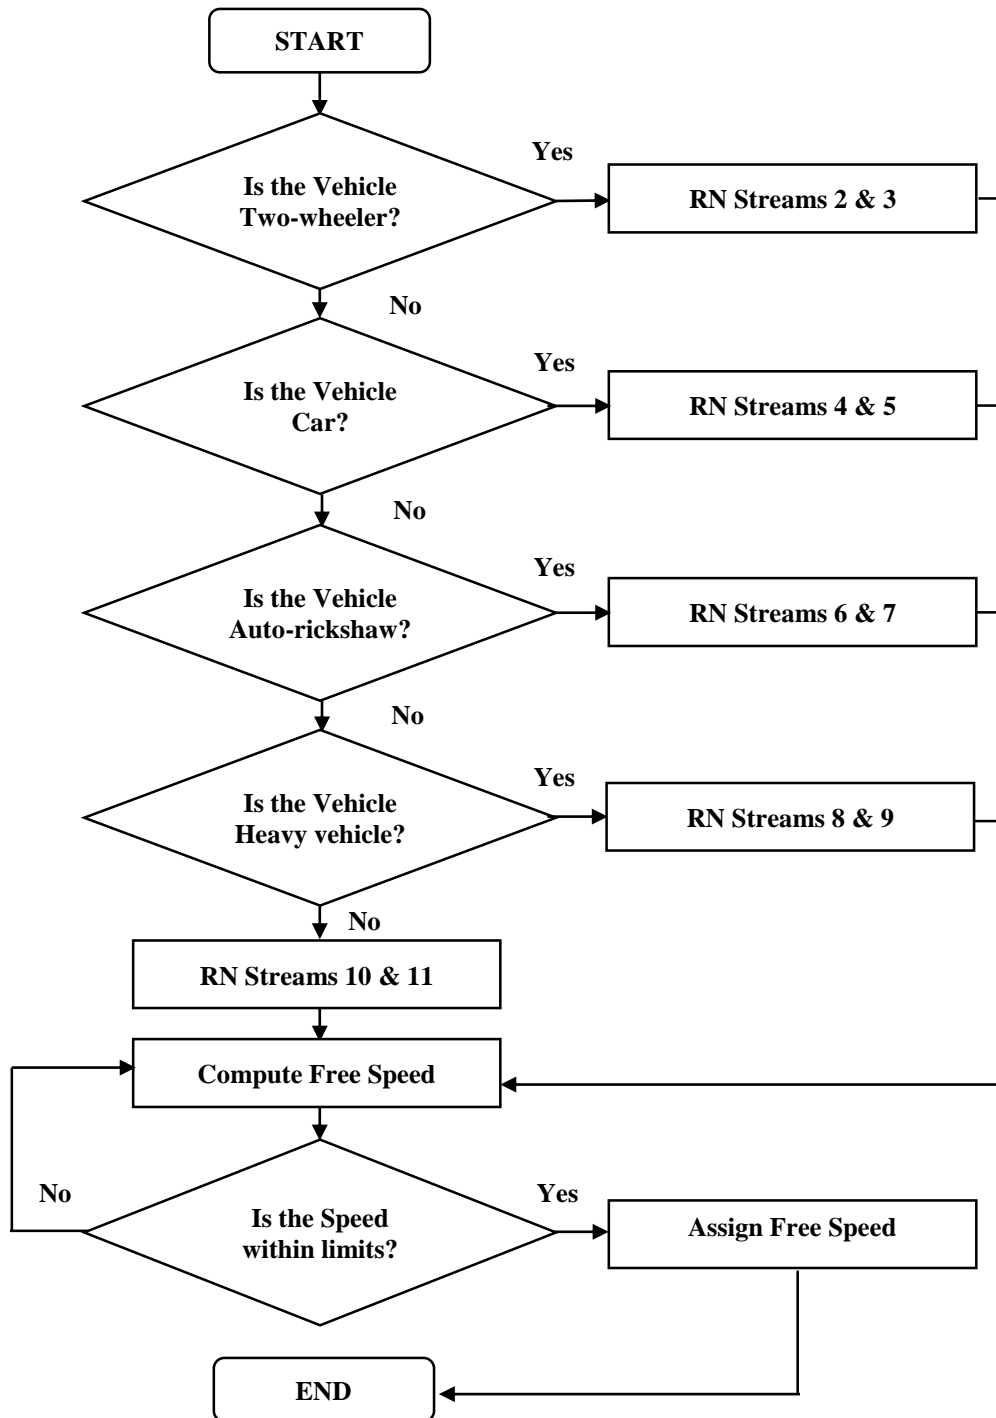 START
Is the Vehicle
Two-wheeler?
Yes
RN Streams 2 & 3
No
Is the Vehicle
Car?
Yes
RN Streams 4 & 5
No
Is the Vehicle
Auto-rickshaw?
Yes
RN Streams 6 & 7
No
Is the Vehicle
Heavy vehicle?
Yes
RN Streams 8 & 9
No
RN Streams 10 & 11
Compute Free Speed
No
Is the Speed
within limits?
Yes
Assign Free Speed
END